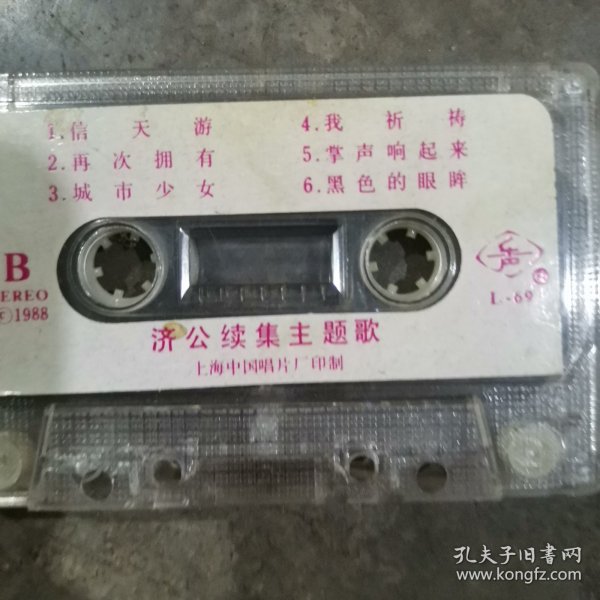 1.信天游
2.再次拥有
3.城市少女
4.我祈祷
5.掌声响起来
6.黑色的眼眸
B
STEREO
©1988
L-69
济公续集主题歌
上海中国唱片厂印制
孔夫子旧书网
www.kongfz.com